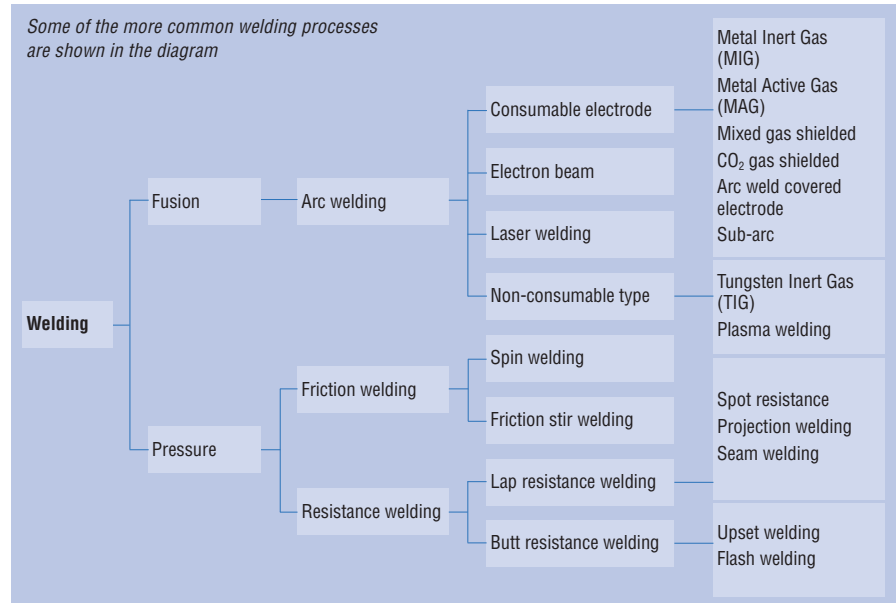 Some of the more common welding processes
are shown in the diagram
Welding
Fusion
Pressure
Arc welding
Friction welding
Resistance welding
Consumable electrode
Electron beam
Laser welding
Non-consumable type
Spin welding
Friction stir welding
Lap resistance welding
Butt resistance welding
Metal Inert Gas
(MIG)
Metal Active Gas
(MAG)
Mixed gas shielded
CO₂ gas shielded
Arc weld covered
electrode
Sub-arc
Tungsten Inert Gas
(TIG)
Plasma welding
Spot resistance
Projection welding
Seam welding
Upset welding
Flash welding